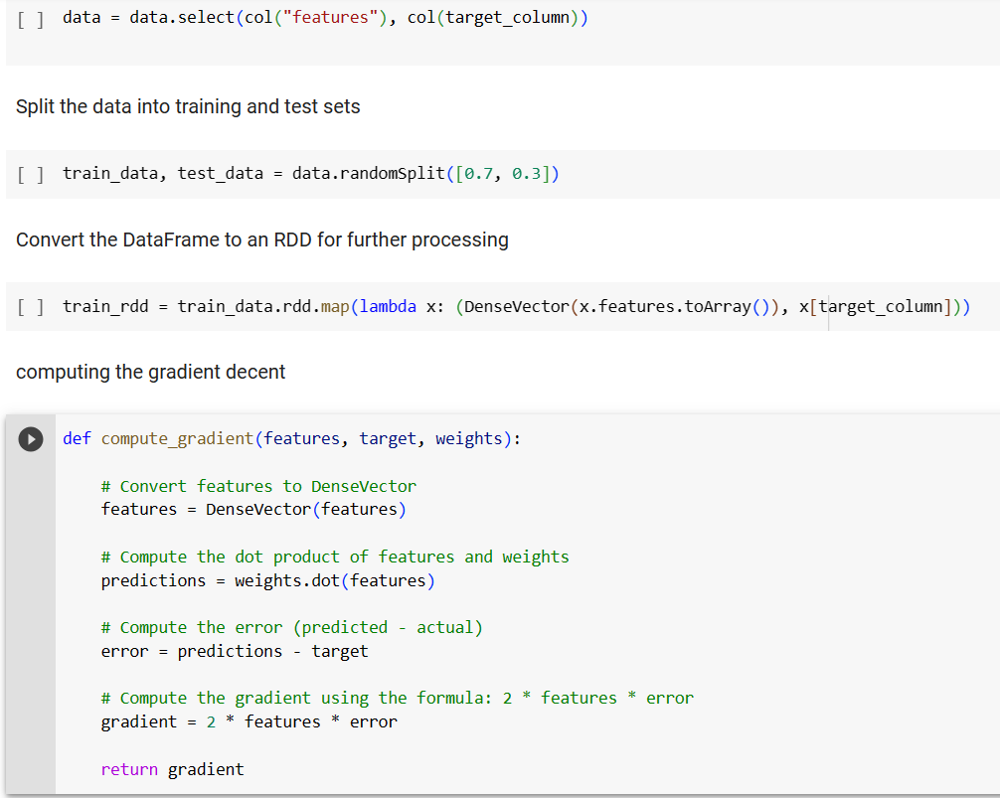 [ ] data = data.select(col("features"), col(target_column))
Split the data into training and test sets
[ ] train_data, test_data = data.randomSplit([0.7, 0.3])
Convert the DataFrame to an RDD for further processing
[ ] train_rdd = train_data.rdd.map(lambda x: (DenseVector(x.features.toArray()), x[target_column]))
computing the gradient decent
def compute_gradient(features, target, weights):
# Convert features to DenseVector
features = DenseVector(features)
# Compute the dot product of features and weights
predictions = weights.dot(features)
# Compute the error (predicted - actual)
error = predictions - target
# Compute the gradient using the formula: 2 * features * error
gradient = 2 * features * error
return gradient